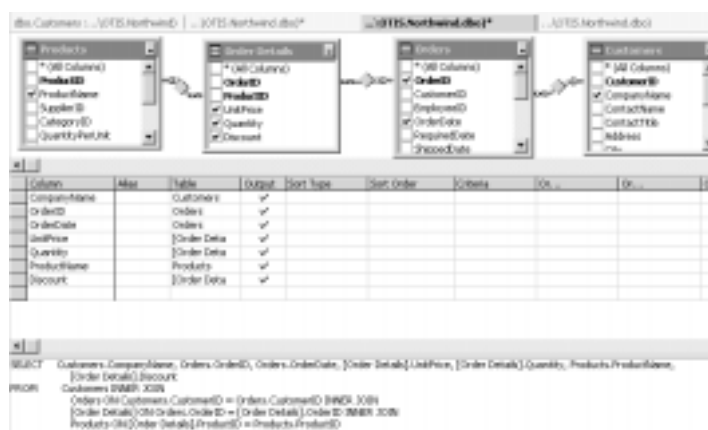 dbo.Customers : ...\OTIS.Northwind) ...\OTIS.Northwind.dbo)* ...\OTIS.Northwind.dbo)* ...\OTIS.Northwind.dbo)
Products
* (All Columns)
ProductID
ProductName
SupplierID
CategoryID
QuantityPerUnit
Order Details
* (All Columns)
OrderID
ProductID
UnitPrice
Quantity
Discount
Orders
* (All Columns)
OrderID
CustomerID
EmployeeID
OrderDate
RequiredDate
ShippedDate
Customers
* (All Columns)
CustomerID
CompanyName
ContactName
ContactTitle
Address
Column Alias Table Output Sort Type Sort Order Criteria Or... Or...
CompanyName Customers
OrderID Orders
OrderDate Orders
UnitPrice [Order Deta
Quantity [Order Deta
ProductName Products
Discount [Order Deta
SELECT Customers.CompanyName, Orders.OrderID, Orders.OrderDate, [Order Details].UnitPrice, [Order Details].Quantity, Products.ProductName,
[Order Details].Discount
FROM Customers INNER JOIN
Orders ON Customers.CustomerID = Orders.CustomerID INNER JOIN
[Order Details] ON Orders.OrderID = [Order Details].OrderID INNER JOIN
Products ON [Order Details].ProductID = Products.ProductID